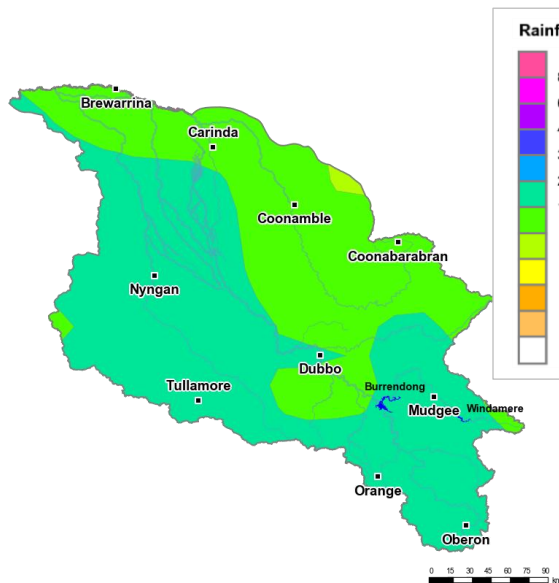 Rainf
Brewarrina
Carinda
Coonamble
Coonabarabran
Nyngan
Dubbo
Tullamore
Burrendong
Mudgee
Windamere
Orange
Oberon
0 15 30 45 60 75 90